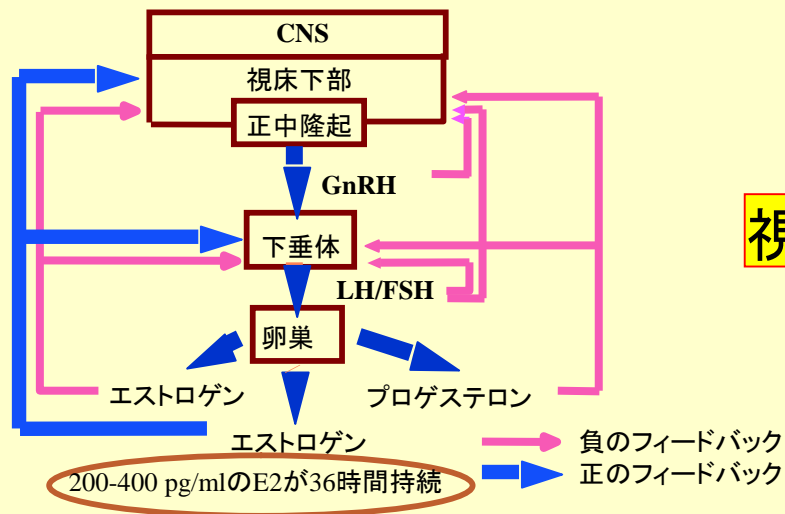 CNS
視床下部
正中隆起
GnRH
視
下垂体
LH/FSH
卵巣
エストロゲン
プロゲステロン
エストロゲン
負のフィードバック
200-400 pg/mlのE2が36時間持続
正のフィードバック